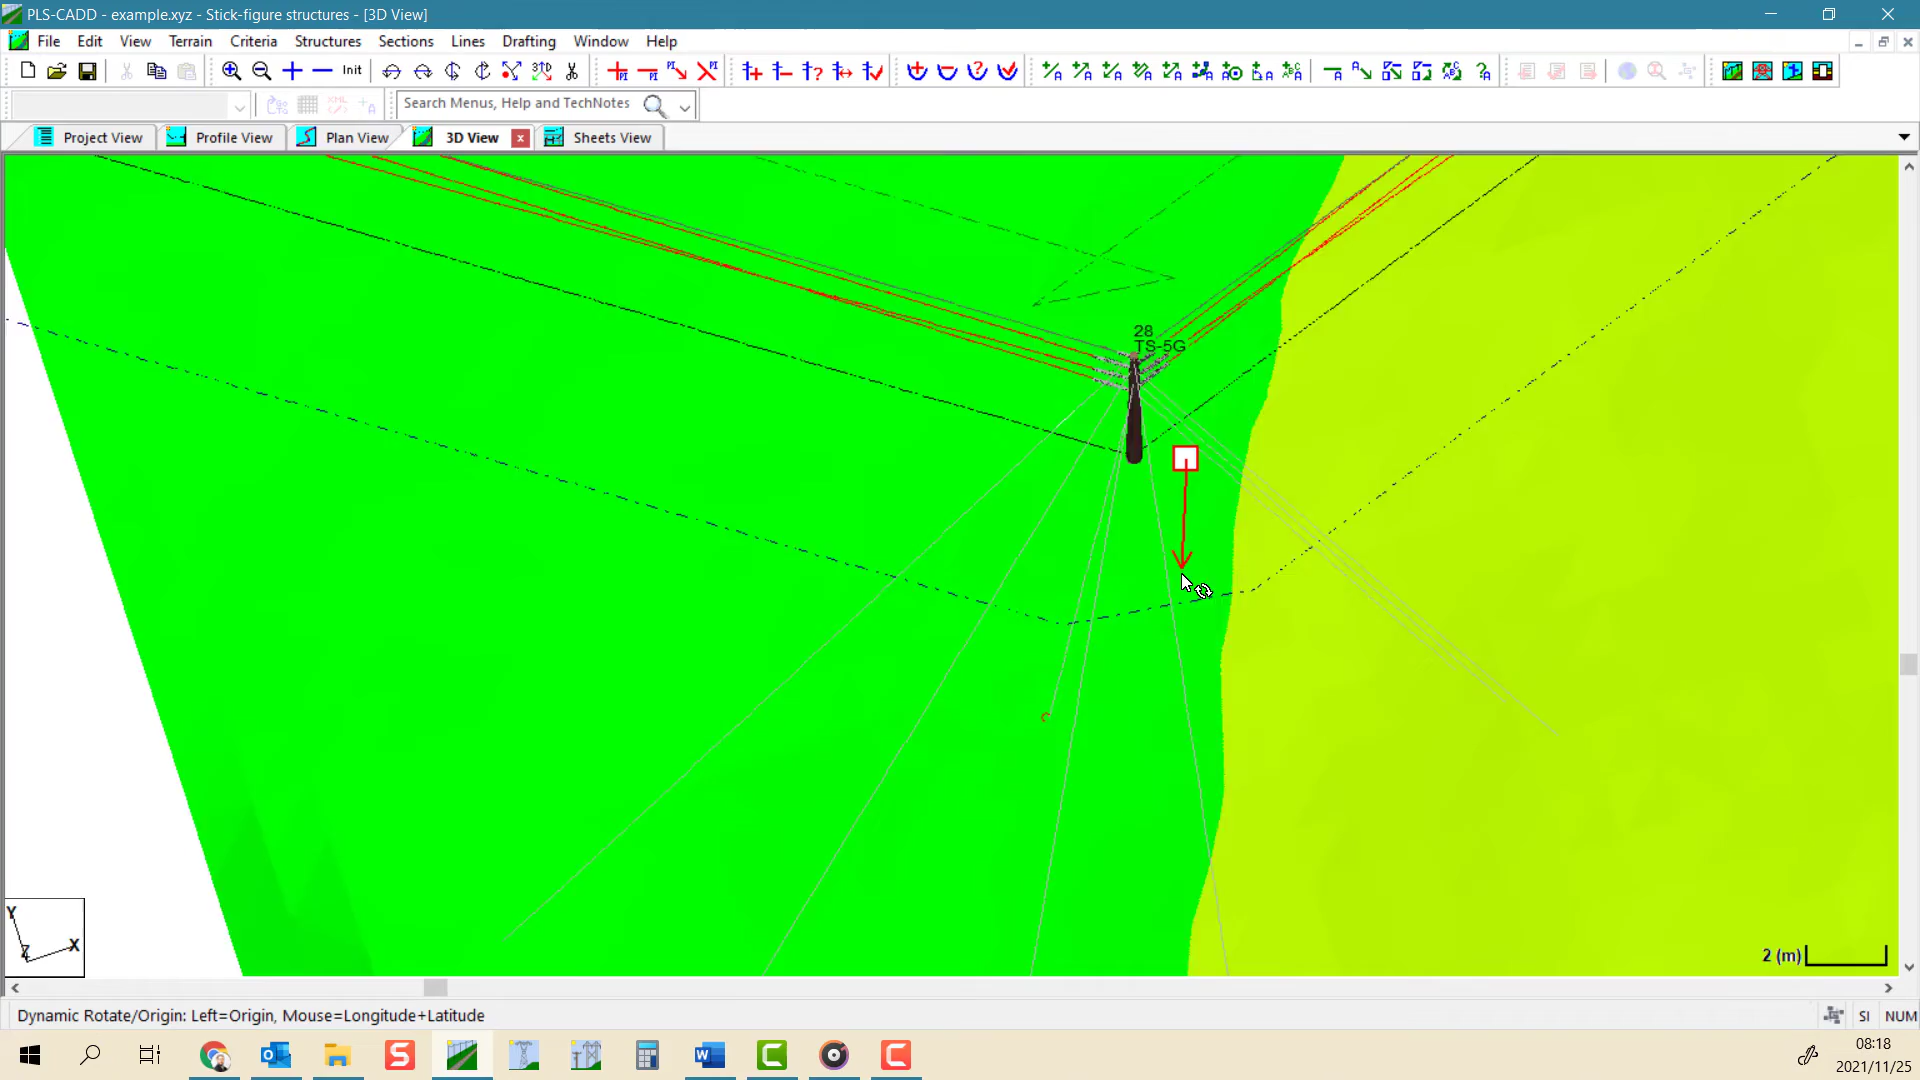 PLS-CADD - example.xyz - Stick-figure structures - [3D View]
File Edit View Terrain Criteria Structures Sections Lines Drafting Window Help
Init
Search Menus, Help and TechNotes
Project View Profile View Plan View 3D View x Sheets View
28
TS-5G
Y
Z X
2 (m)
Dynamic Rotate/Origin: Left=Origin, Mouse=Longitude+Latitude
SI NUM
08:18
2021/11/25